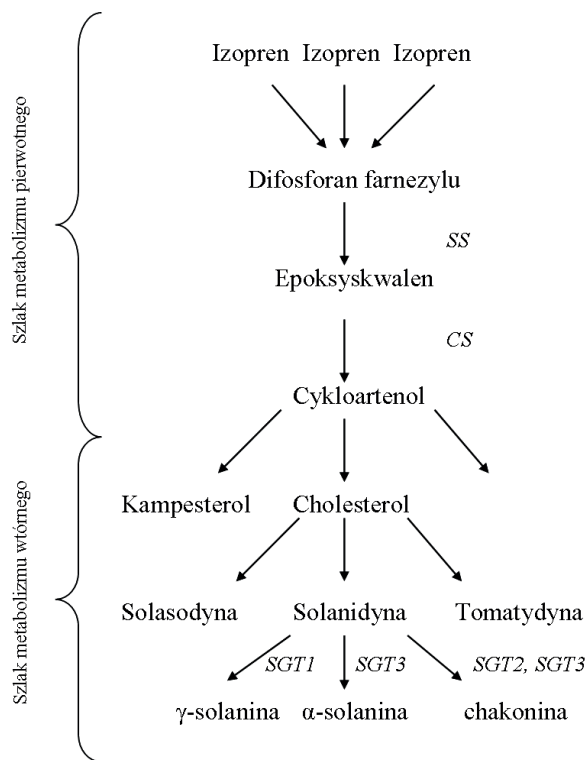 Izopren Izopren Izopren
Difosforan farnezylu
SS
Epoksyskwalen
CS
Cykloartenol
Kampesterol Cholesterol
Solasodyna Solanidyna Tomatydyna
SGT1 SGT3 SGT2, SGT3
γ-solanina α-solanina chakonina
Szlak metabolizmu pierwotnego
Szlak metabolizmu wtórnego